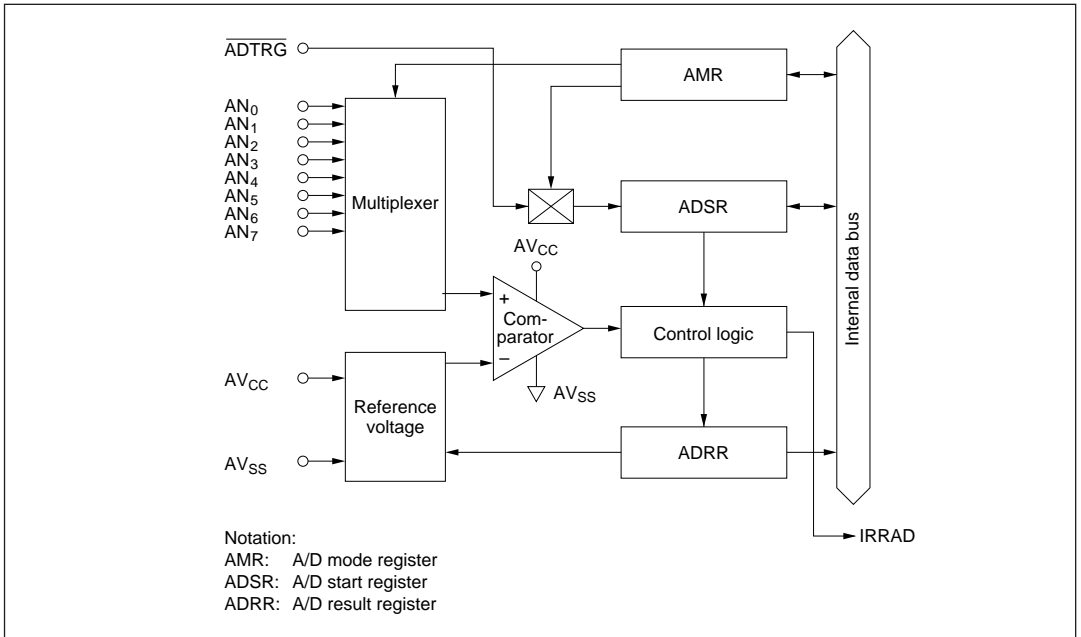 ADTRG
AMR
AN0
AN1
AN2
AN3
AN4
AN5
AN6
AN7
Multiplexer
ADSR
Internal data bus
AVCC
+
Com-
parator
−
Control logic
AVCC
AVSS
Reference
voltage
AVSS
ADRR
IRRAD
Notation:
AMR: A/D mode register
ADSR: A/D start register
ADRR: A/D result register